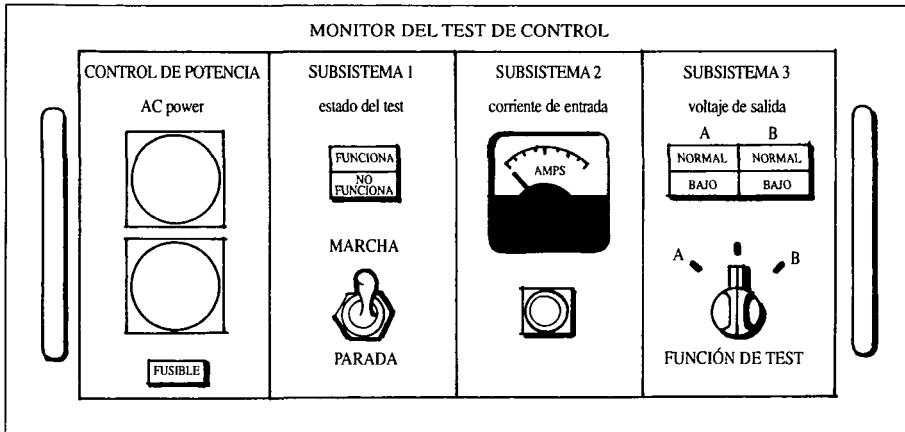 MONITOR DEL TEST DE CONTROL
CONTROL DE POTENCIA
AC power
FUSIBLE
SUBSISTEMA 1
estado del test
FUNCIONA
NO
FUNCIONA
MARCHA
PARADA
SUBSISTEMA 2
corriente de entrada
AMPS
SUBSISTEMA 3
voltaje de salida
A B
NORMAL NORMAL
BAJO BAJO
A B
FUNCIÓN DE TEST